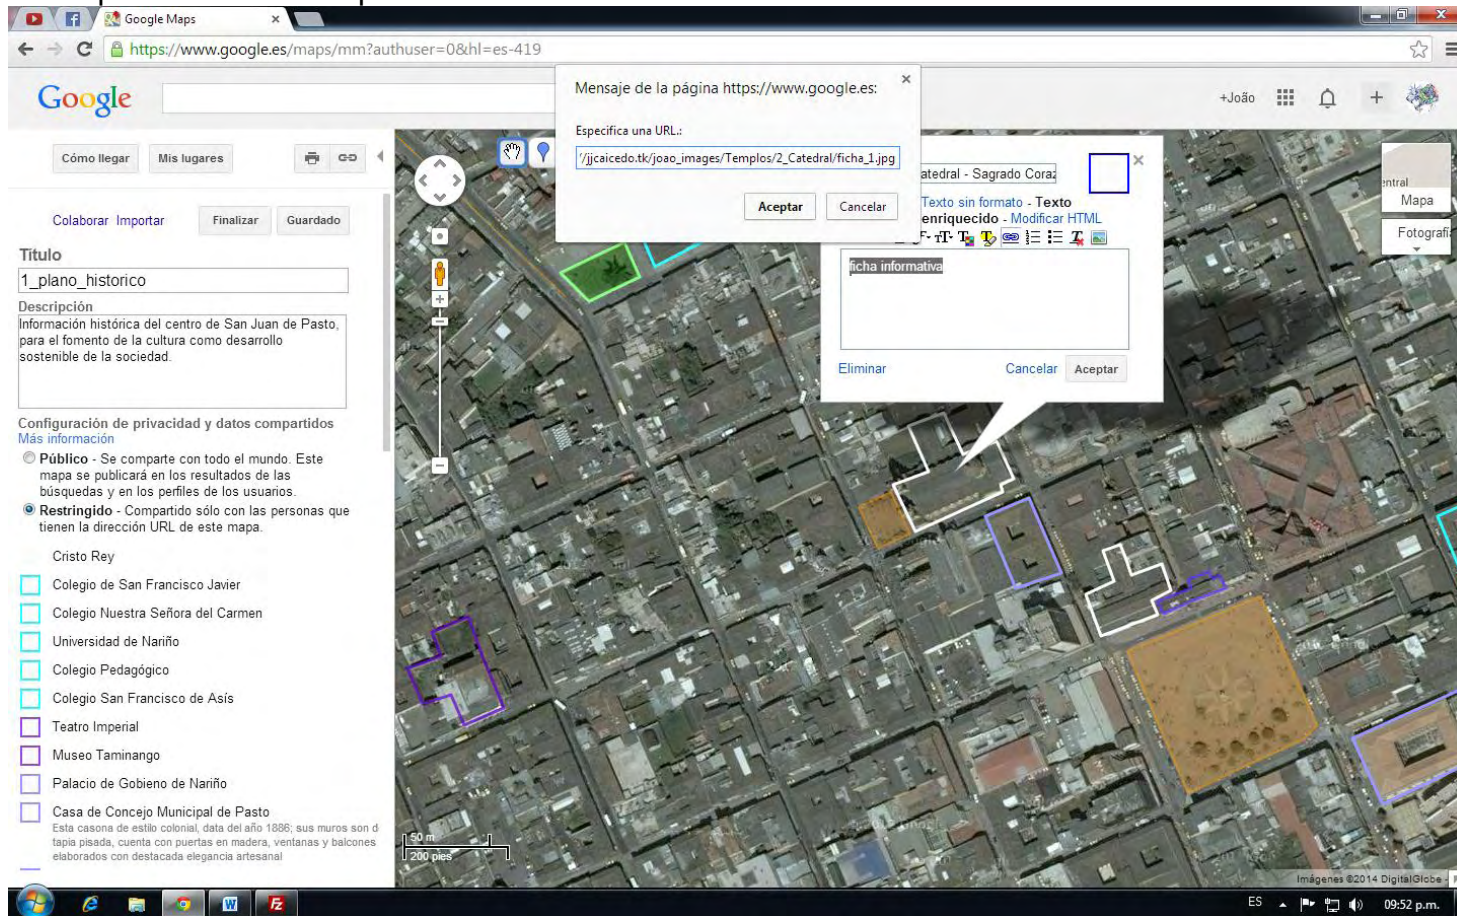 Google Maps
https://www.google.es/maps/mm?authuser=0&hl=es-419
Google
+João
Mensaje de la página https://www.google.es:
Especifica una URL.:
/jjcaicedo.tk/joao_images/Templos/2_Catedral/ficha_1.jpg
Aceptar
Cancelar
Cómo llegar
Mis lugares
Colaborar Importar
Finalizar
Guardado
Título
1_plano_historico
Descripción
Información histórica del centro de San Juan de Pasto,
para el fomento de la cultura como desarrollo
sostenible de la sociedad.
Configuración de privacidad y datos compartidos
Más información
Público - Se comparte con todo el mundo. Este
mapa se publicará en los resultados de las
búsquedas y en los perfiles de los usuarios.
Restringido - Compartido sólo con las personas que
tienen la dirección URL de este mapa.
Cristo Rey
Colegio de San Francisco Javier
Colegio Nuestra Señora del Carmen
Universidad de Nariño
Colegio Pedagógico
Colegio San Francisco de Asís
Teatro Imperial
Museo Taminango
Palacio de Gobieno de Nariño
Casa de Concejo Municipal de Pasto
Esta casona de estilo colonial, data del año 1886; sus muros son d
tapia pisada, cuenta con puertas en madera, ventanas y balcones
elaborados con destacada elegancia artesanal
atedral - Sagrado Coraz
Texto sin formato - Texto
enriquecido - Modificar HTML
ficha informativa
Eliminar
Cancelar
Aceptar
entral
Mapa
Fotografía
50 m
200 pies
Imágenes ©2014 DigitalGlobe -
ES
09:52 p.m.